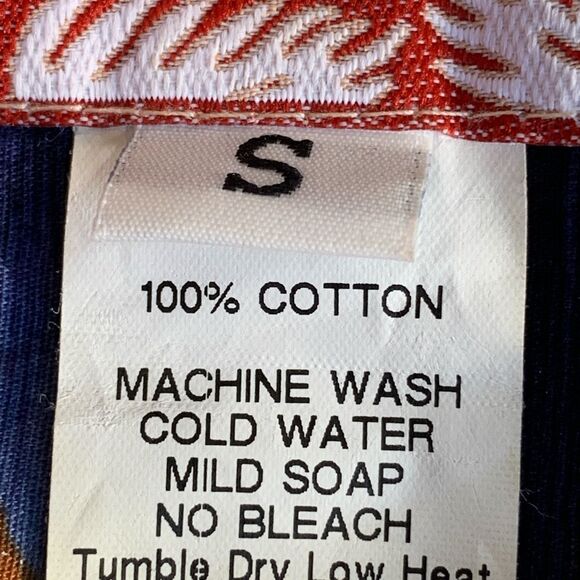 S
100% COTTON
MACHINE WASH
COLD WATER
MILD SOAP
NO BLEACH
Tumble Dry Low Heat